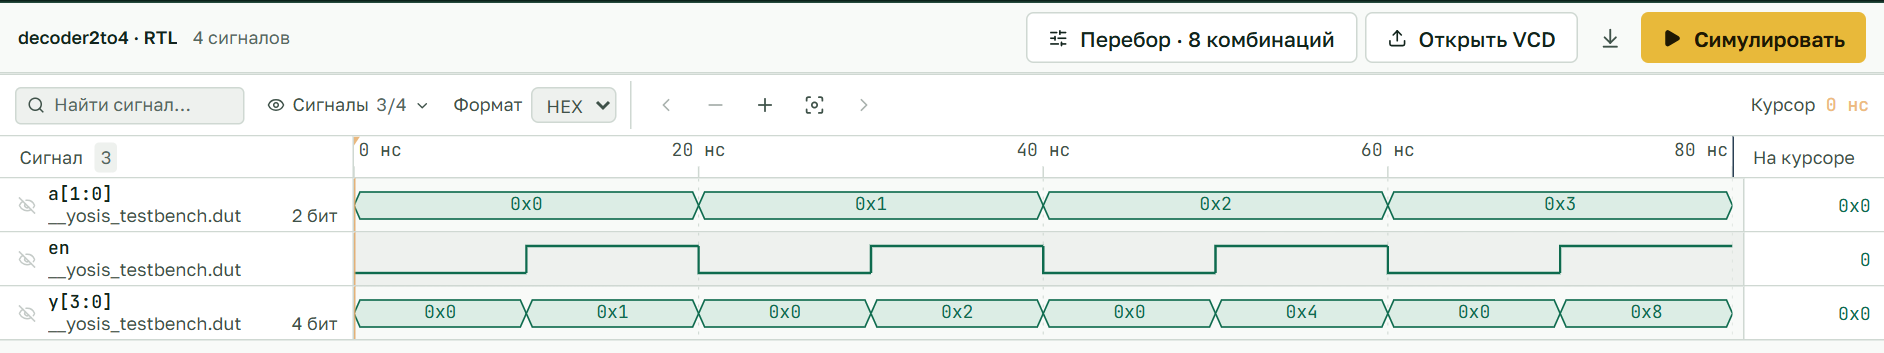 decoder2to4 · RTL 4 сигналов Перебор · 8 комбинаций Открыть VCD Симулировать
Найти сигнал... Сигналы 3/4 Формат HEX Курсор 0 нс
Сигнал 3 0 нс 20 нс 40 нс 60 нс 80 нс На курсоре
a[1:0]
__yosis_testbench.dut 2 бит 0x0 0x1 0x2 0x3 0x0
en
__yosis_testbench.dut 0
y[3:0]
__yosis_testbench.dut 4 бит 0x0 0x1 0x0 0x2 0x0 0x4 0x0 0x8 0x0